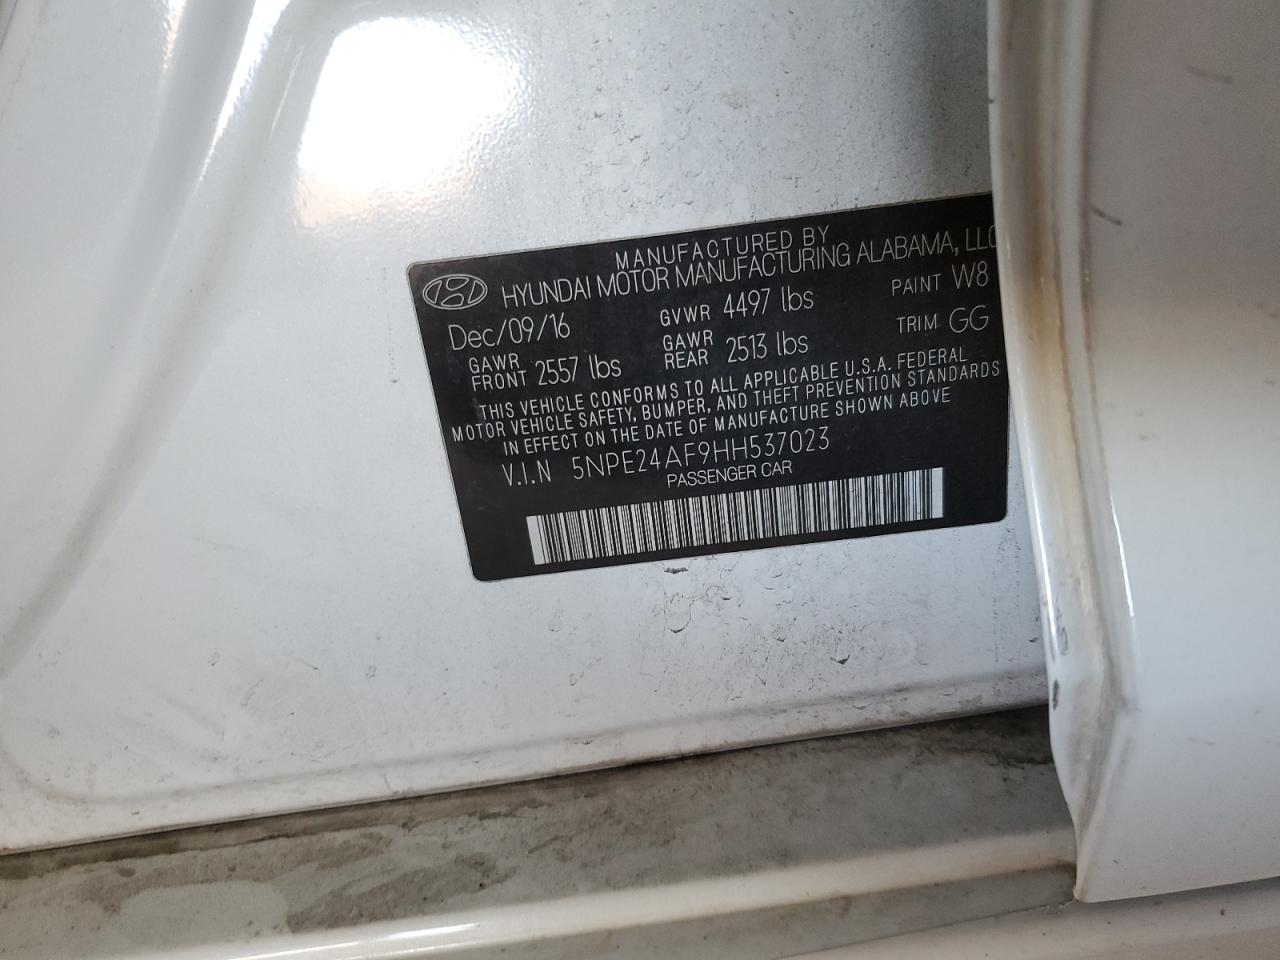 MANUFACTURED BY
HYUNDAI MOTOR MANUFACTURING ALABAMA, LLC
Dec/09/16 GVWR 4497 lbs PAINT W8
GAWR FRONT 2557 lbs GAWR REAR 2513 lbs TRIM GG
THIS VEHICLE CONFORMS TO ALL APPLICABLE U.S.A. FEDERAL
MOTOR VEHICLE SAFETY, BUMPER, AND THEFT PREVENTION STANDARDS
IN EFFECT ON THE DATE OF MANUFACTURE SHOWN ABOVE
V.I.N 5NPE24AF9HH537023
PASSENGER CAR